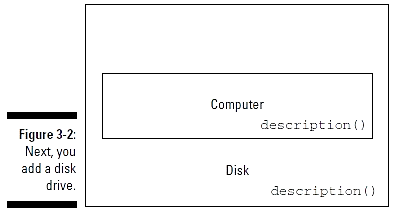 Computer
description()
Disk
description()
Figure 3-2:
Next, you
add a disk
drive.